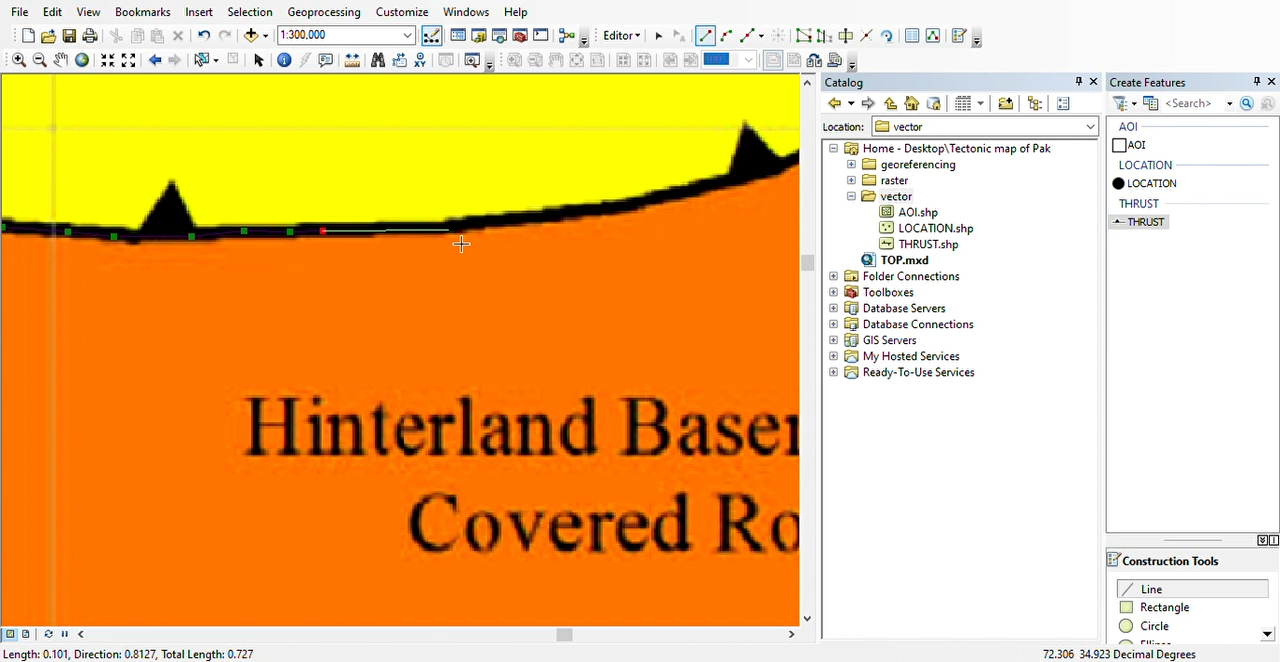 File Edit View Bookmarks Insert Selection Geoprocessing Customize Windows Help
1:300,000 Editor
Catalog
Location: vector
Home - Desktop\Tectonic map of Pak
georeferencing
raster
vector
AOI.shp
LOCATION.shp
THRUST.shp
TOP.mxd
Folder Connections
Toolboxes
Database Servers
Database Connections
GIS Servers
My Hosted Services
Ready-To-Use Services
Create Features
<Search>
AOI
AOI
LOCATION
LOCATION
THRUST
THRUST
Construction Tools
Line
Rectangle
Circle
Hinterland
Covered
Length: 0.101, Direction: 0.8127, Total Length: 0.727
72.306 34.923 Decimal Degrees